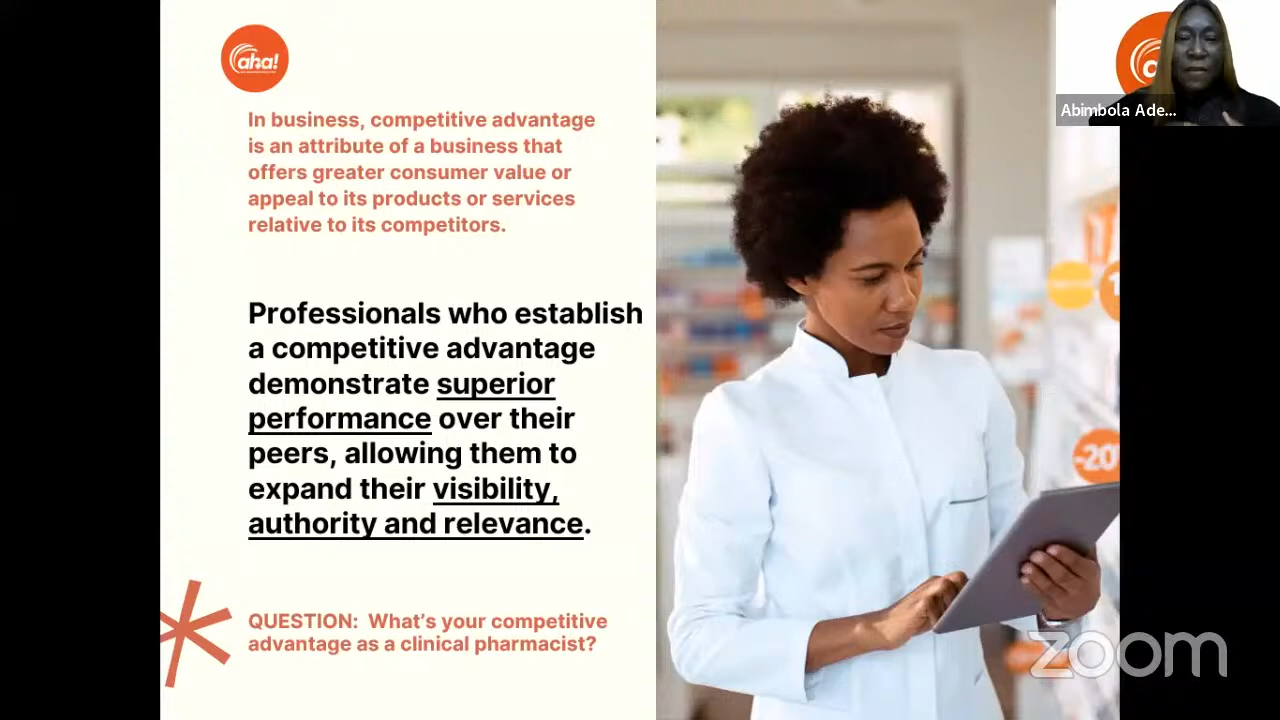 aha!
In business, competitive advantage
is an attribute of a business that
offers greater consumer value or
appeal to its products or services
relative to its competitors.
Professionals who establish
a competitive advantage
demonstrate superior
performance over their
peers, allowing them to
expand their visibility,
authority and relevance.
QUESTION:  What's your competitive
advantage as a clinical pharmacist?
Abimbola Ade...
-20
zoom